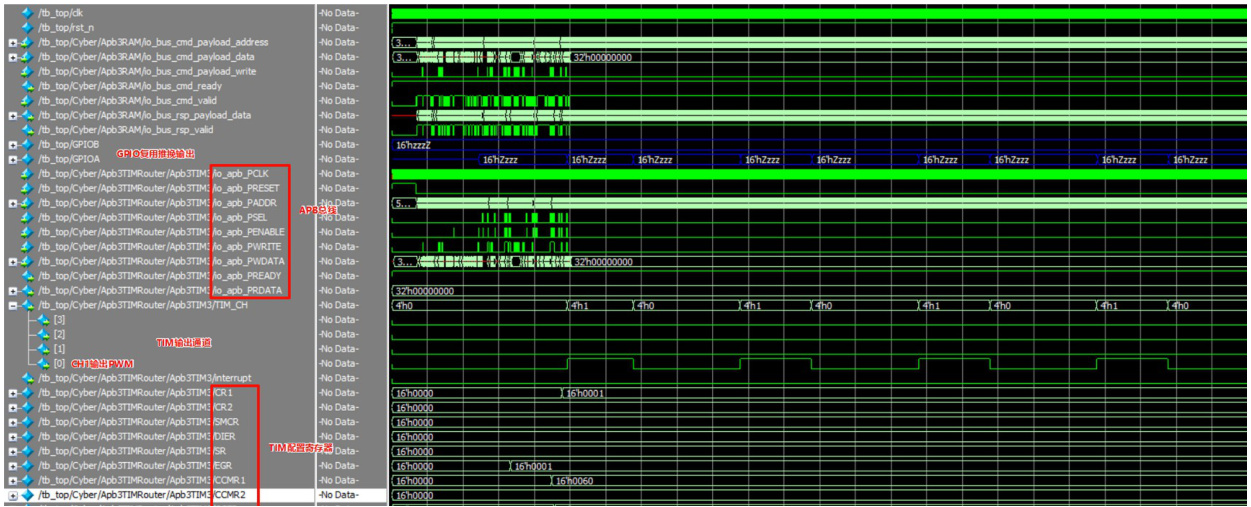 /tb_top/clk -No Data-
/tb_top/rst_n -No Data-
/tb_top/Cyber/Apb3RAM/io_bus_cmd_payload_address -No Data- 3...
/tb_top/Cyber/Apb3RAM/io_bus_cmd_payload_data -No Data- 3... 32'h00000000
/tb_top/Cyber/Apb3RAM/io_bus_cmd_payload_write -No Data-
/tb_top/Cyber/Apb3RAM/io_bus_cmd_ready -No Data-
/tb_top/Cyber/Apb3RAM/io_bus_cmd_valid -No Data-
/tb_top/Cyber/Apb3RAM/io_bus_rsp_payload_data -No Data-
/tb_top/Cyber/Apb3RAM/io_bus_rsp_valid -No Data-
/tb_top/GPIOB -No Data- 16'hzzzZ
GPIO复用推挽输出
/tb_top/GPIOA -No Data- 16'hZzzz 16'hZzzz 16'hZzzz 16'hZzzz 16'hZzzz 16'hZzzz 16'hZzzz 16'hZzzz 16'hZzzz
/tb_top/Cyber/Apb3TIMRouter/Apb3TIM3/io_apb_PCLK -No Data-
/tb_top/Cyber/Apb3TIMRouter/Apb3TIM3/io_apb_PRESET -No Data-
/tb_top/Cyber/Apb3TIMRouter/Apb3TIM3/io_apb_PADDR -No Data- 5...
APB总线
/tb_top/Cyber/Apb3TIMRouter/Apb3TIM3/io_apb_PSEL -No Data-
/tb_top/Cyber/Apb3TIMRouter/Apb3TIM3/io_apb_PENABLE -No Data-
/tb_top/Cyber/Apb3TIMRouter/Apb3TIM3/io_apb_PWRITE -No Data-
/tb_top/Cyber/Apb3TIMRouter/Apb3TIM3/io_apb_PWDATA -No Data- 3... 32'h00000000
/tb_top/Cyber/Apb3TIMRouter/Apb3TIM3/io_apb_PREADY -No Data-
/tb_top/Cyber/Apb3TIMRouter/Apb3TIM3/io_apb_PRDATA -No Data- 32'h00000000
/tb_top/Cyber/Apb3TIMRouter/Apb3TIM3/TIM_CH -No Data- 4'h0 4'h1 4'h0 4'h1 4'h0 4'h1 4'h0 4'h1 4'h0
[3] -No Data-
[2] -No Data-
TIM输出通道
[1] -No Data-
[0] CH1输出PWM -No Data-
/tb_top/Cyber/Apb3TIMRouter/Apb3TIM3/interrupt -No Data-
/tb_top/Cyber/Apb3TIMRouter/Apb3TIM3/CR1 -No Data- 16'h0000 16'h0001
/tb_top/Cyber/Apb3TIMRouter/Apb3TIM3/CR2 -No Data- 16'h0000
/tb_top/Cyber/Apb3TIMRouter/Apb3TIM3/SMCR -No Data- 16'h0000
/tb_top/Cyber/Apb3TIMRouter/Apb3TIM3/DIER -No Data- 16'h0000
TIM配置寄存器
/tb_top/Cyber/Apb3TIMRouter/Apb3TIM3/SR -No Data- 16'h0000
/tb_top/Cyber/Apb3TIMRouter/Apb3TIM3/EGR -No Data- 16'h0000 16'h0001
/tb_top/Cyber/Apb3TIMRouter/Apb3TIM3/CCMR1 -No Data- 16'h0000 16'h0060
/tb_top/Cyber/Apb3TIMRouter/Apb3TIM3/CCMR2 -No Data- 16'h0000